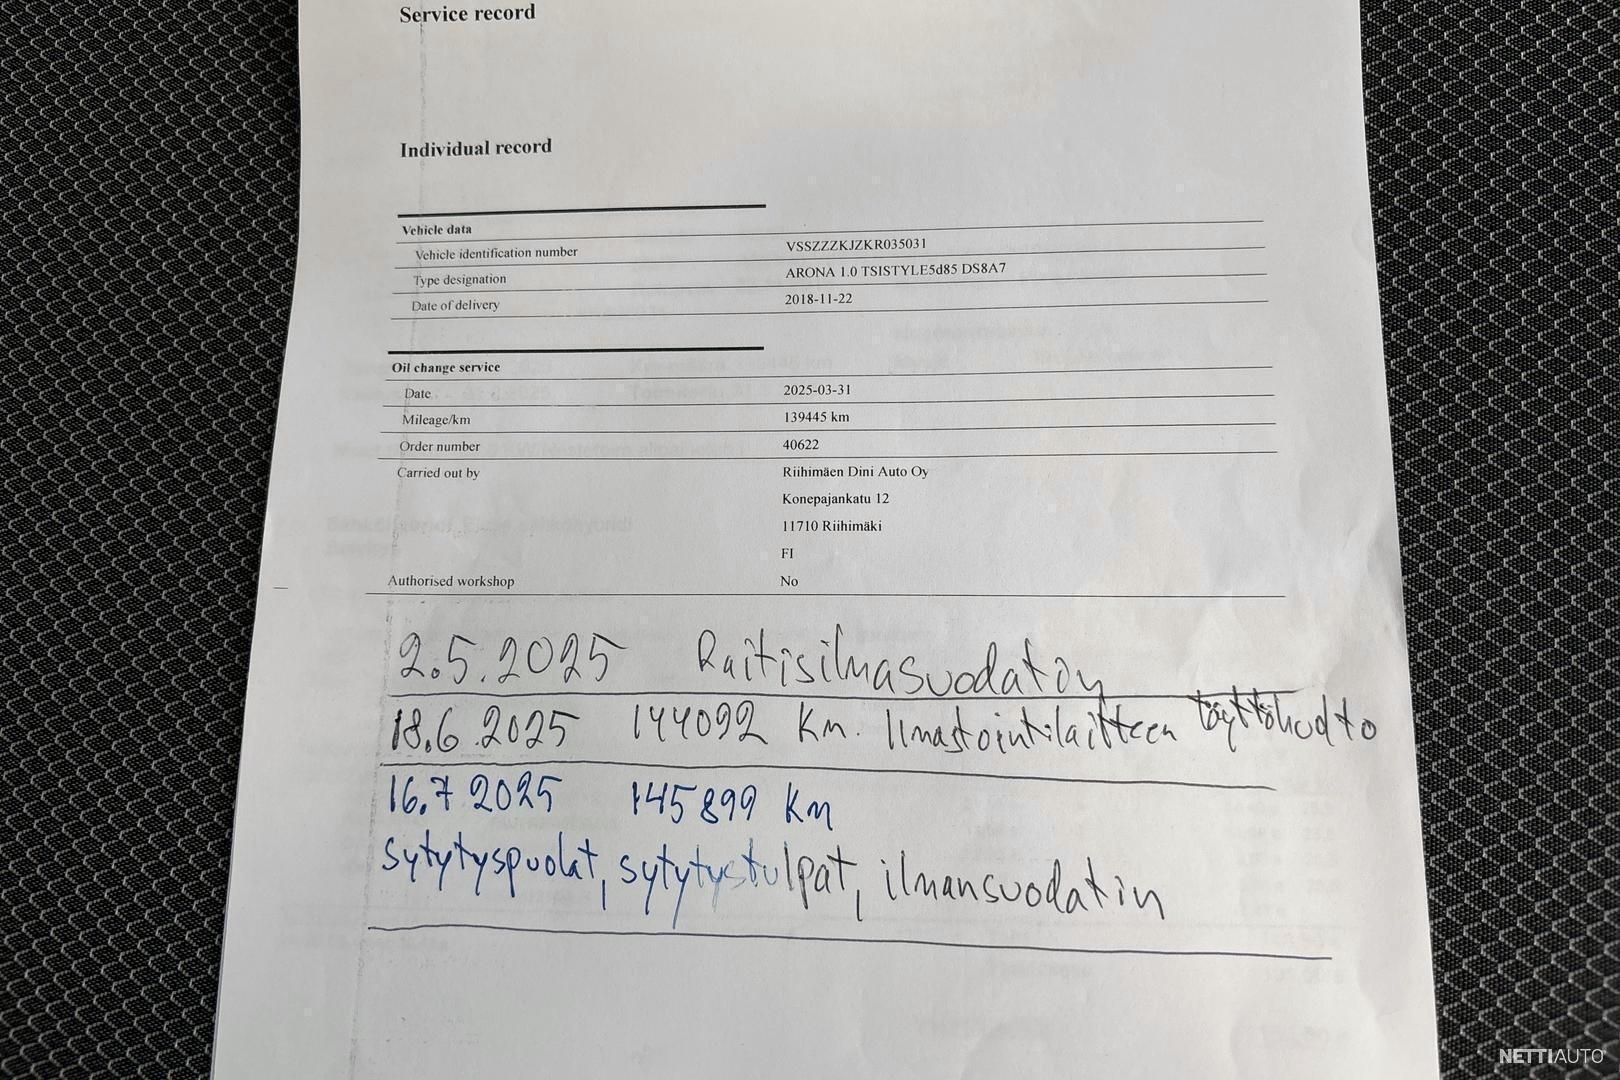 Service record
Individual record
Vehicle data
Vehicle identification number VSSZZZKJZKR035031
Type designation ARONA 1.0 TSISTYLE5d85 DS8A7
Date of delivery 2018-11-22
Oil change service
Date 2025-03-31
Mileage/km 139445 km
Order number 40622
Carried out by Riihimäen Dini Auto Oy
Konepajankatu 12
11710 Riihimäki
FI
Authorised workshop No
2.5.2025 Raitisilmasuodatin
18.6.2025 144092 Km. Ilmastointilaitteen täyttöhuolto
16.7.2025 145899 Km
sytytyspuolat, sytytystulpat, ilmansuodatin
NETTIAUTO